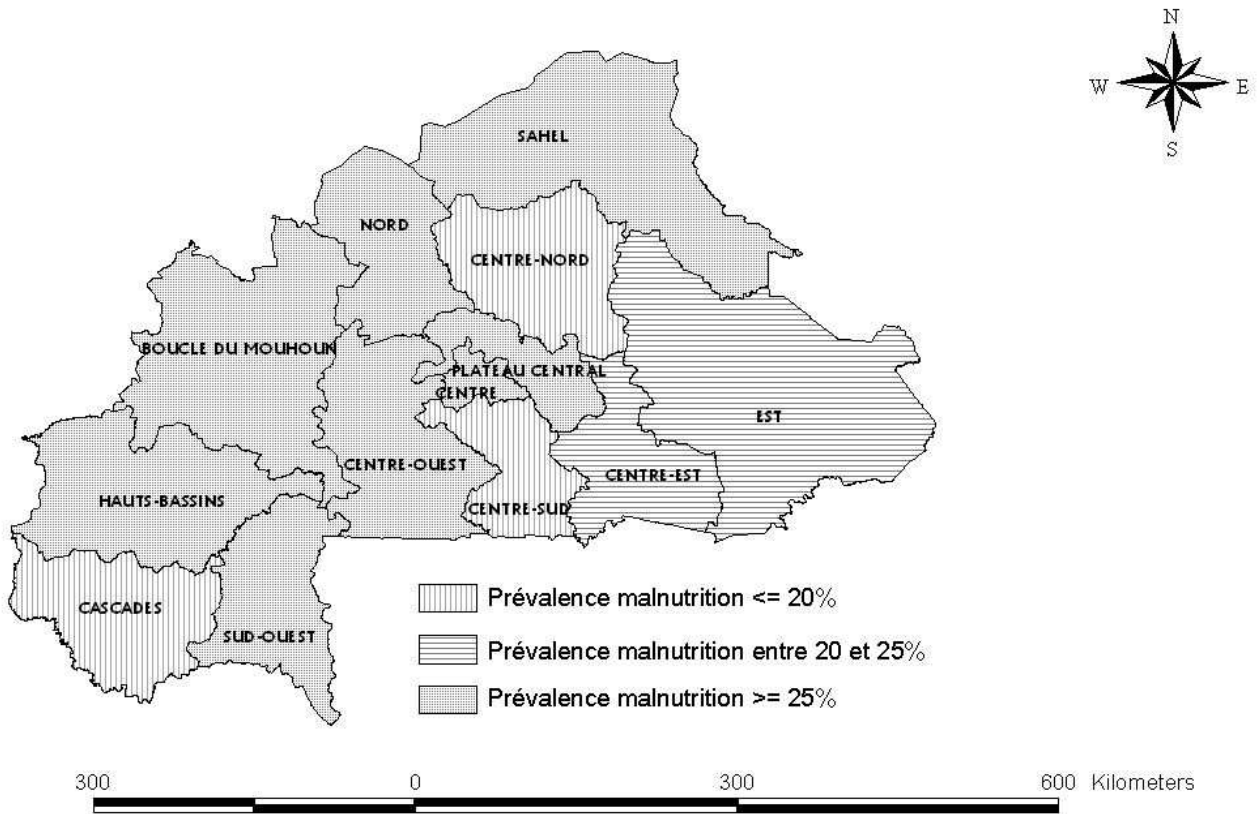 N
W E
S
SAHEL
NORD
CENTRE-NORD
BOUCLE DU MOUHOUN
PLATEAU CENTRAL
CENTRE
EST
CENTRE-OUEST
CENTRE-EST
HAUTS-BASSINS
CENTRE-SUD
CASCADES
SUD-OUEST
Prévalence malnutrition <= 20%
Prévalence malnutrition entre 20 et 25%
Prévalence malnutrition >= 25%
300 0 300 600 Kilometers